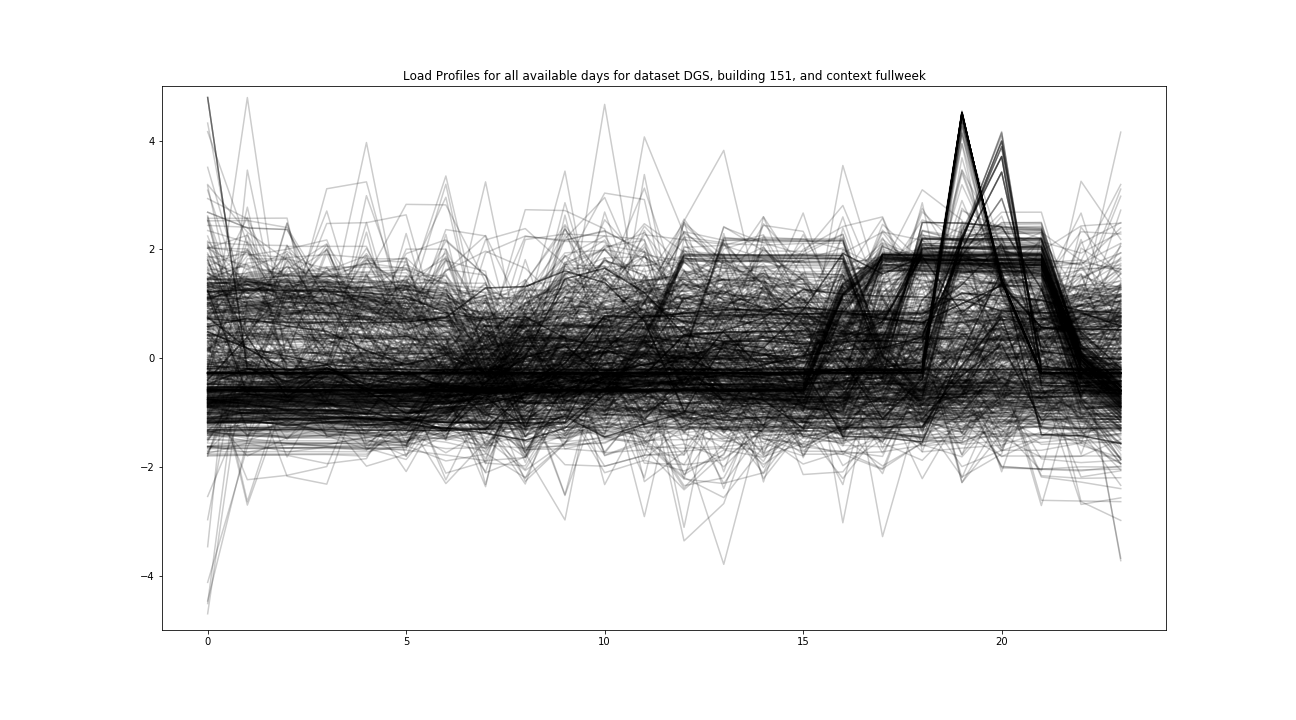 Load Profiles for all available days for dataset DGS, building 151, and context fullweek
4
2
0
−2
−4
0 5 10 15 20